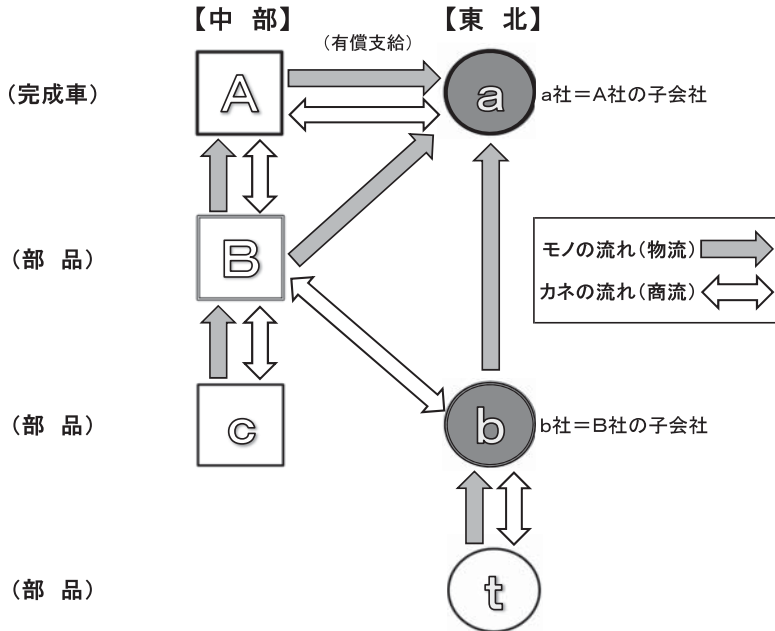 【中 部】 【東 北】
(有償支給)
(完成車) A a a社=A社の子会社
(部 品) B
モノの流れ(物流)
カネの流れ(商流)
(部 品) c b b社=B社の子会社
(部 品) t